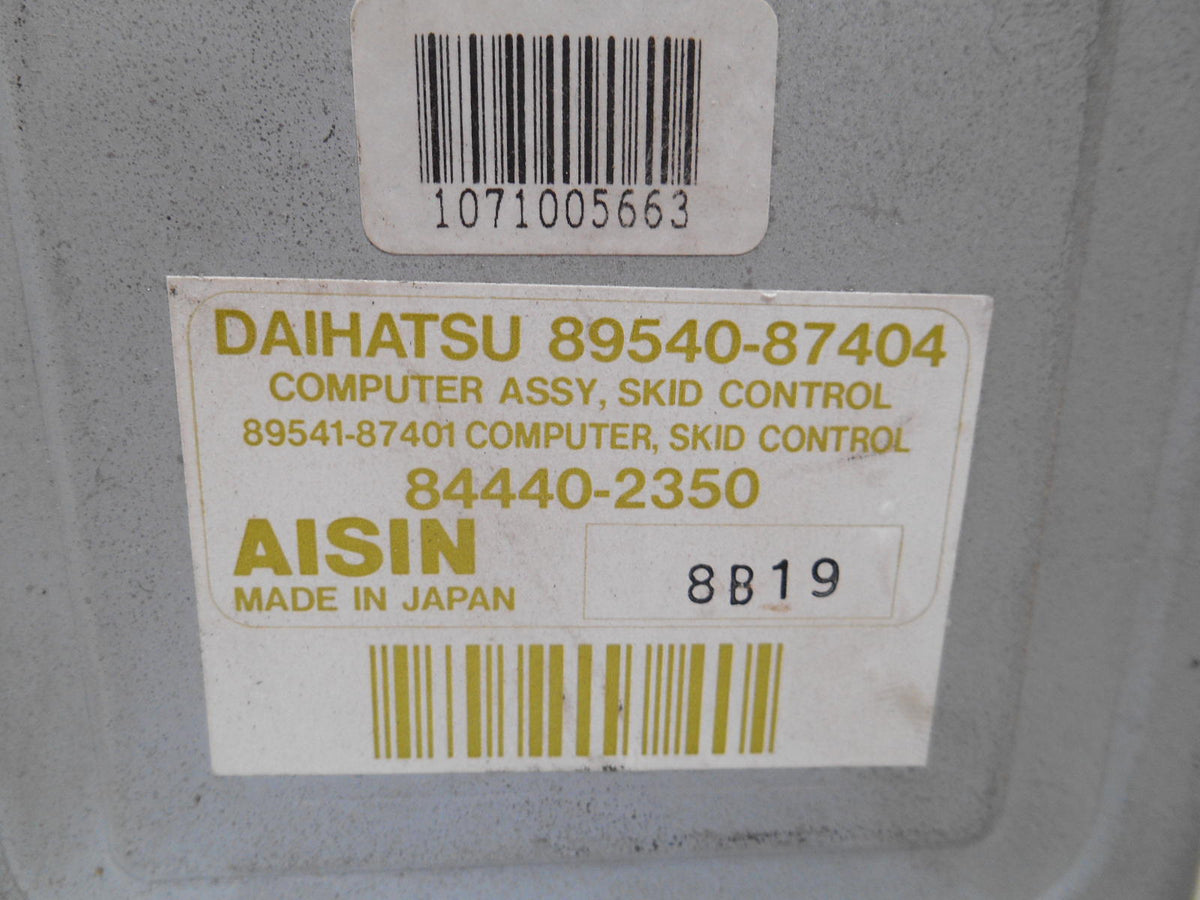 1071005663
DAIHATSU 89540-87404
COMPUTER ASSY, SKID CONTROL
89541-87401 COMPUTER, SKID CONTROL
84440-2350
AISIN
8B19
MADE IN JAPAN